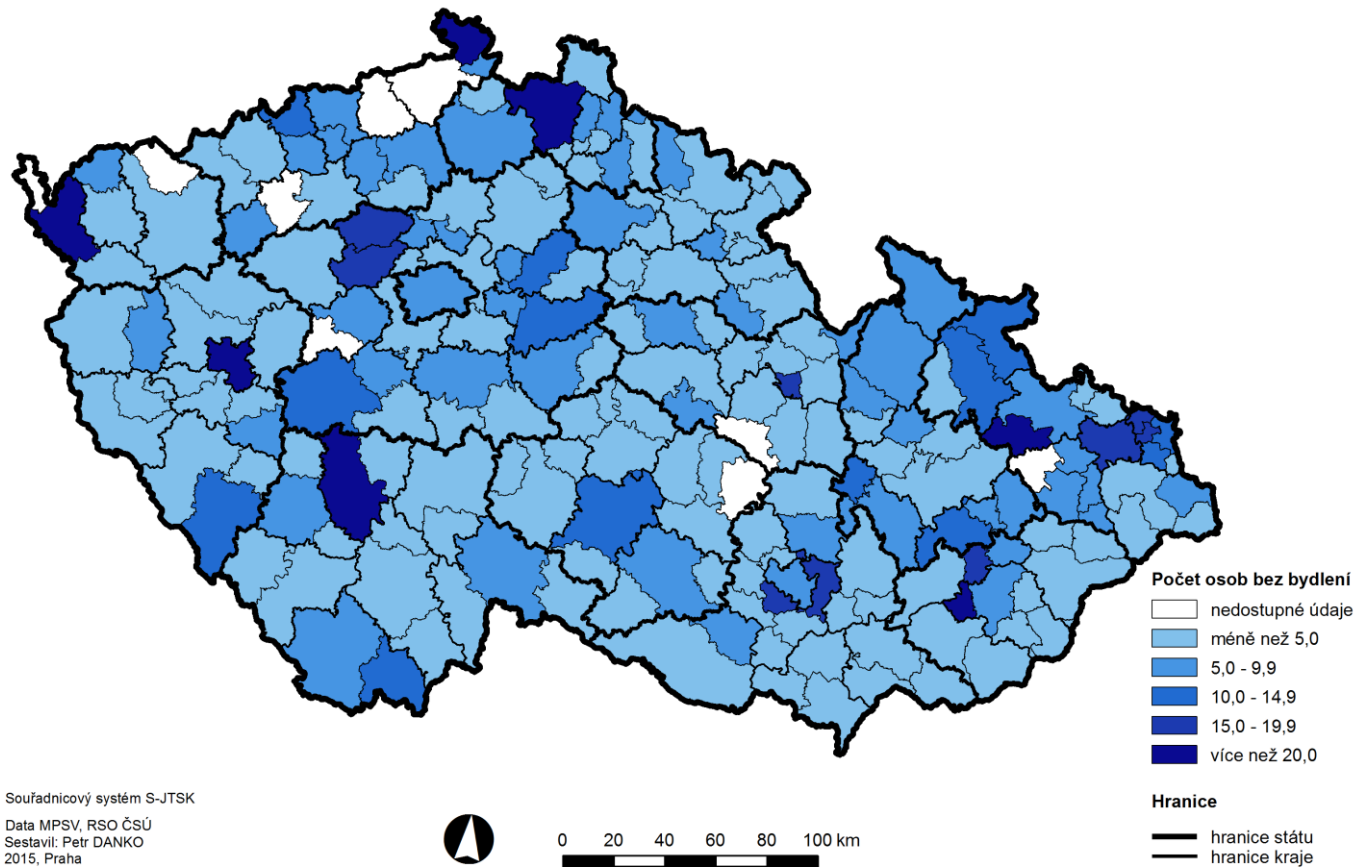 Počet osob bez bydlení
nedostupné údaje
méně než 5,0
5,0 - 9,9
10,0 - 14,9
15,0 - 19,9
více než 20,0
Hranice
hranice státu
hranice kraje
Souřadnicový systém S-JTSK
Data MPSV, RSO ČSÚ
Sestavil: Petr DANKO
2015, Praha
0 20 40 60 80 100 km